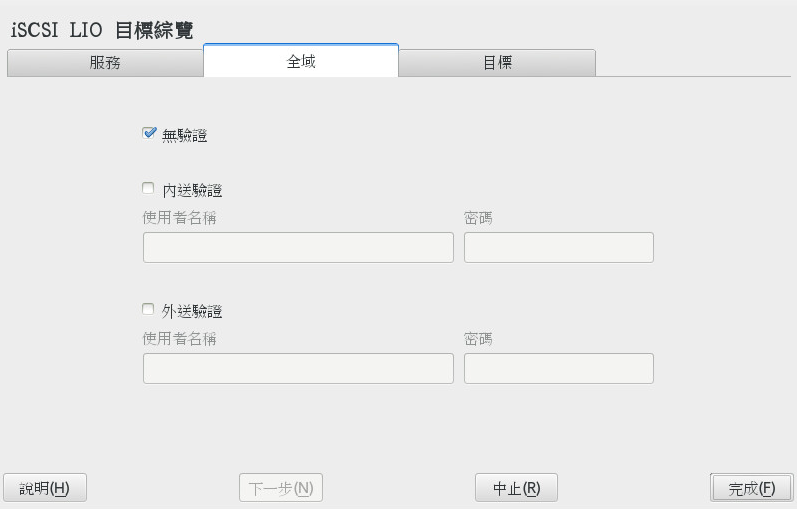 iSCSI LIO 目標綜覽
服務 全域 目標
無驗證
內送驗證
使用者名稱 密碼
外送驗證
使用者名稱 密碼
說明(H) 下一步(N) 中止(R) 完成(F)